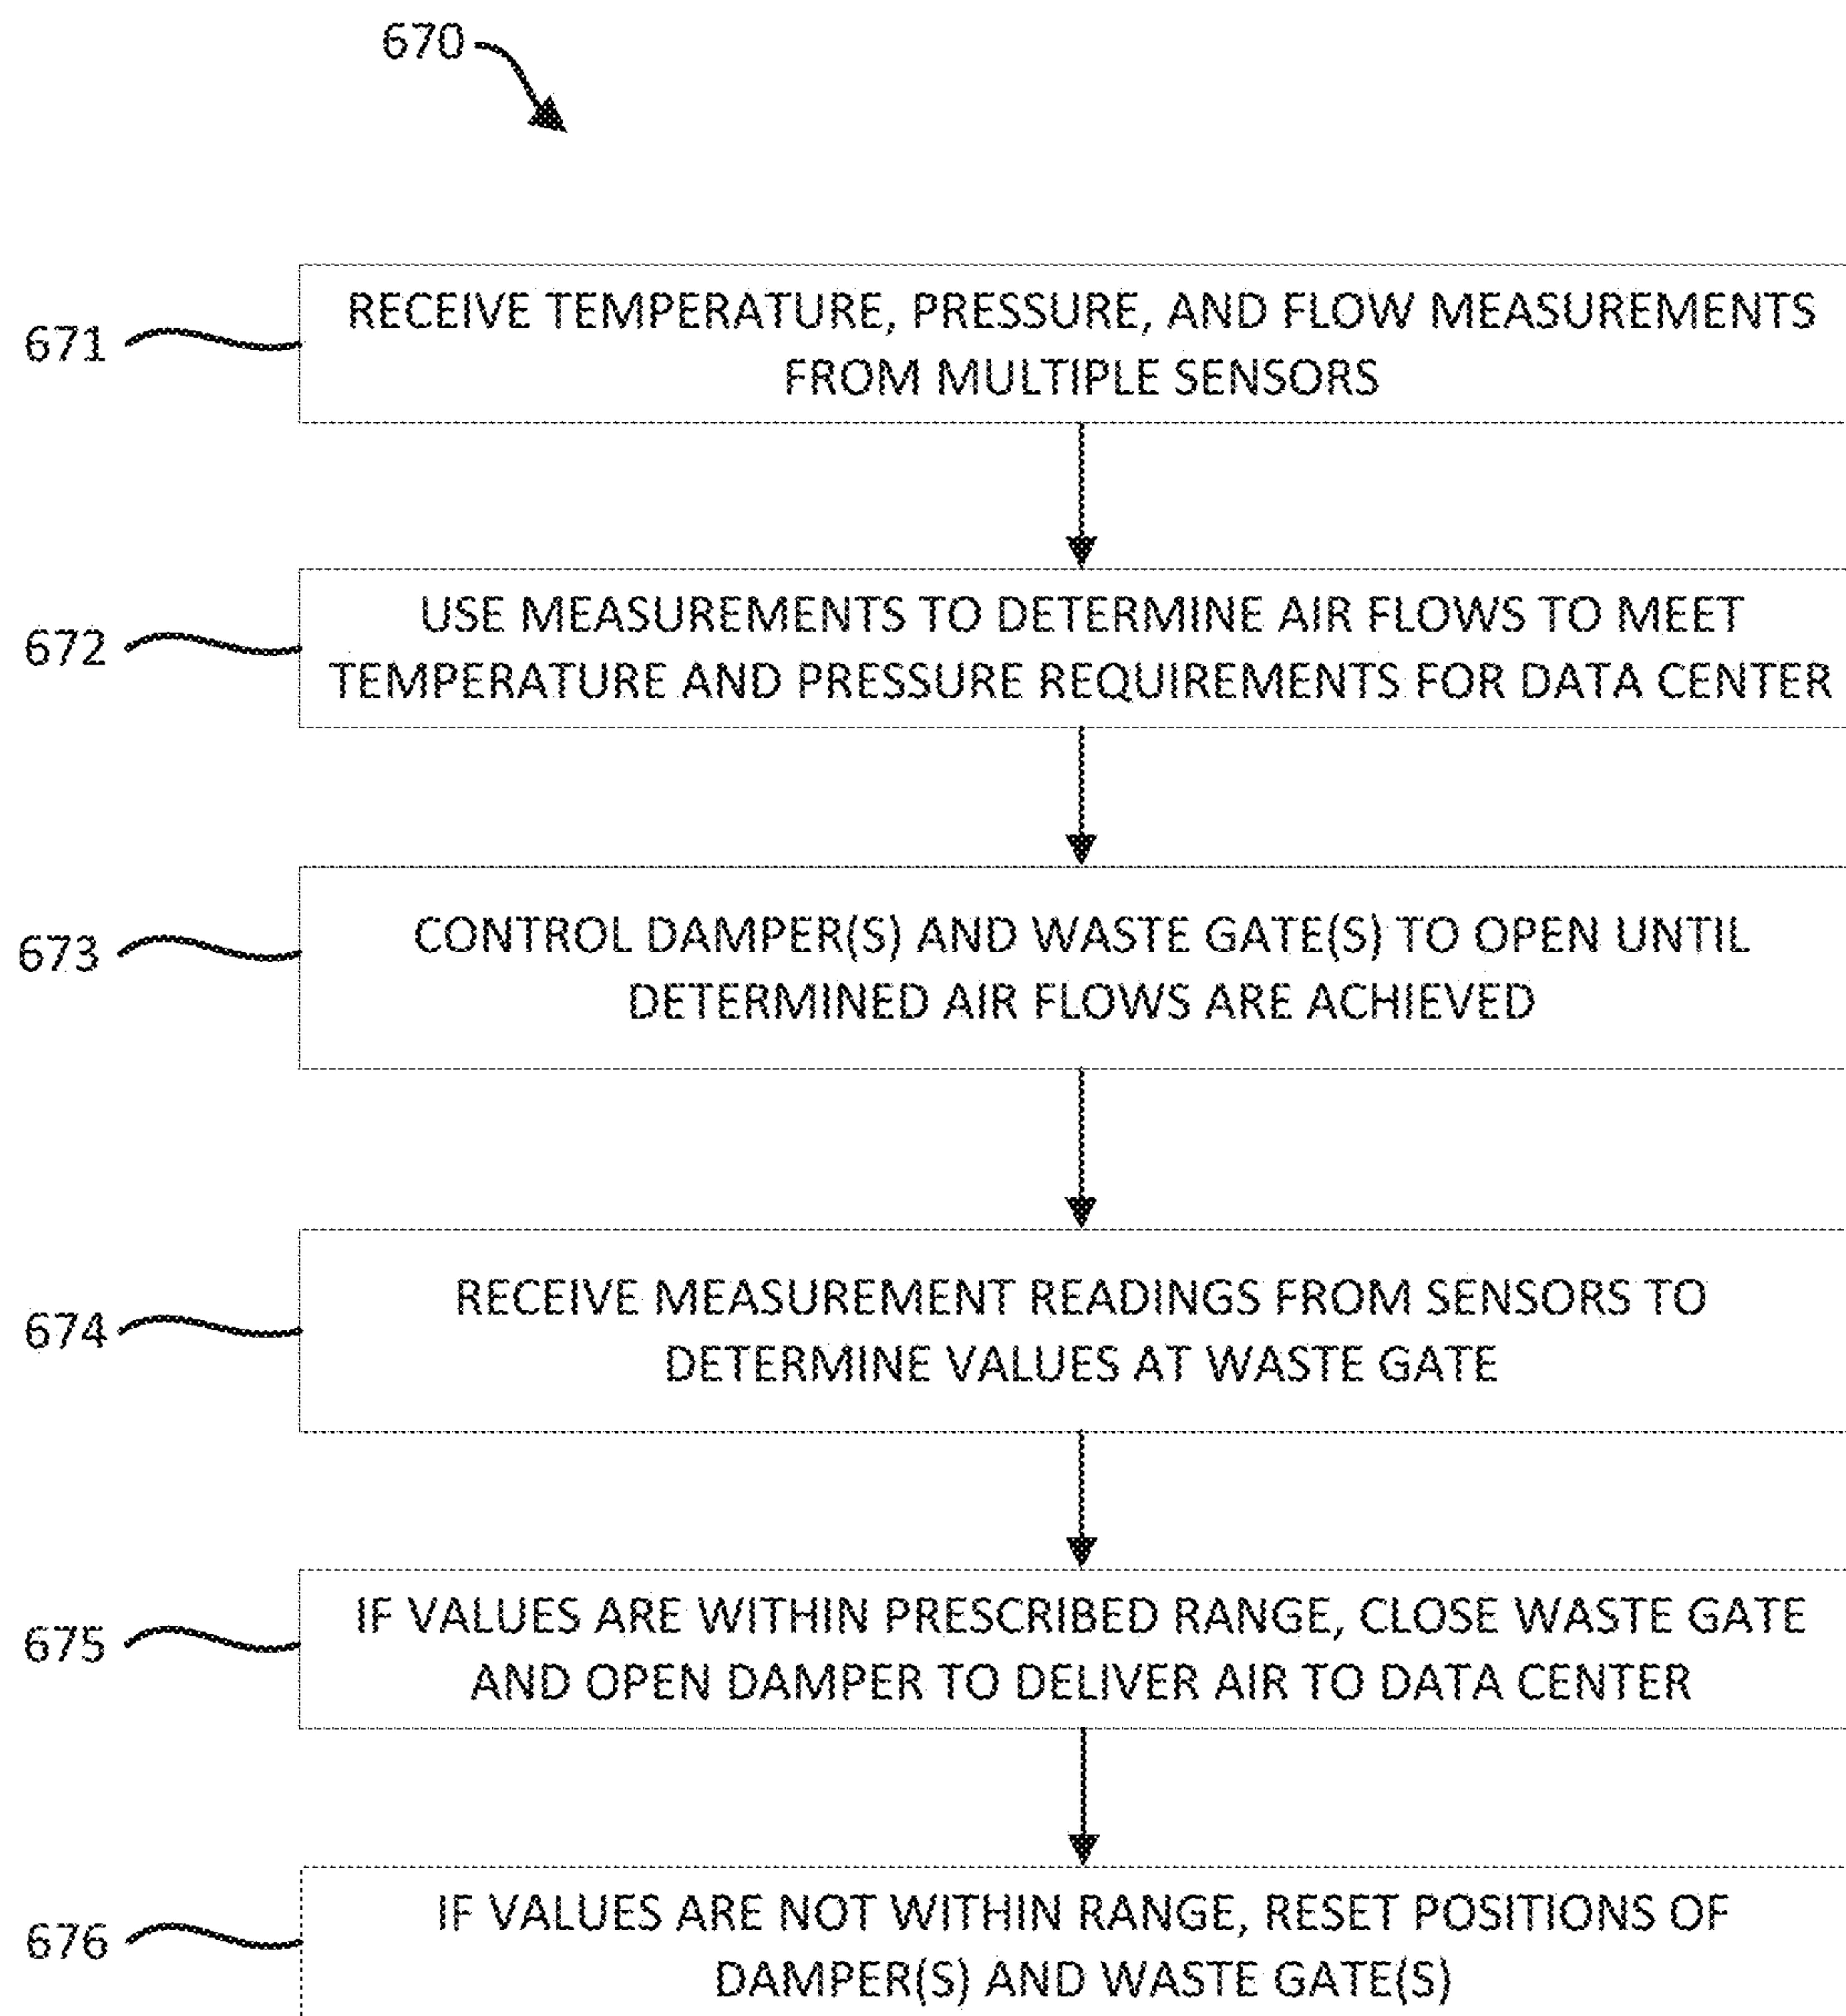 670
671
RECEIVE TEMPERATURE, PRESSURE, AND FLOW MEASUREMENTS
FROM MULTIPLE SENSORS
672
USE MEASUREMENTS TO DETERMINE AIR FLOWS TO MEET
TEMPERATURE AND PRESSURE REQUIREMENTS FOR DATA CENTER
673
CONTROL DAMPER(S) AND WASTE GATE(S) TO OPEN UNTIL
DETERMINED AIR FLOWS ARE ACHIEVED
674
RECEIVE MEASUREMENT READINGS FROM SENSORS TO
DETERMINE VALUES AT WASTE GATE
675
IF VALUES ARE WITHIN PRESCRIBED RANGE, CLOSE WASTE GATE
AND OPEN DAMPER TO DELIVER AIR TO DATA CENTER
676
IF VALUES ARE NOT WITHIN RANGE, RESET POSITIONS OF
DAMPER(S) AND WASTE GATE(S)